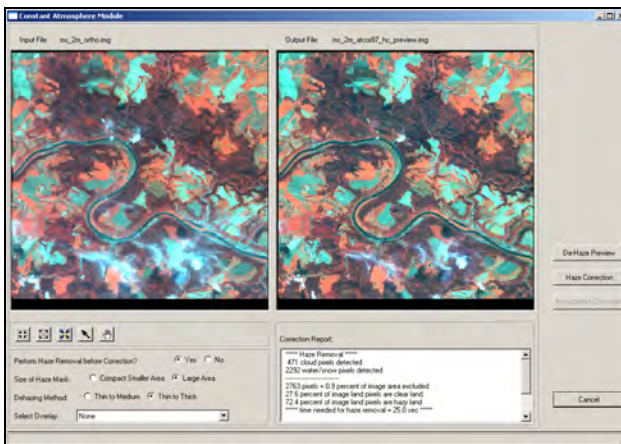 Constant Atmosphere Module
Input File: ins_2m_ortho.img
Output File: ins_2m_atcor87_hc_preview.img
De-Haze Preview
Haze Correction
Cancel
Correction Report:
***** Haze Removal *****
471 cloud pixels detected
2292 water/snow pixels detected
2763 pixels = 0.9 percent of image area excluded
27.6 percent of image land pixels are clear land
72.4 percent of image land pixels are hazy land
***** time needed for haze removal = 25.0 sec *****
Perform Haze Removal before Correction? Yes No
Size of Haze Mask: Compact Smaller Area Large Area
Dehazing Method: Thin to Medium Thin to Thick
Select Overlay: None